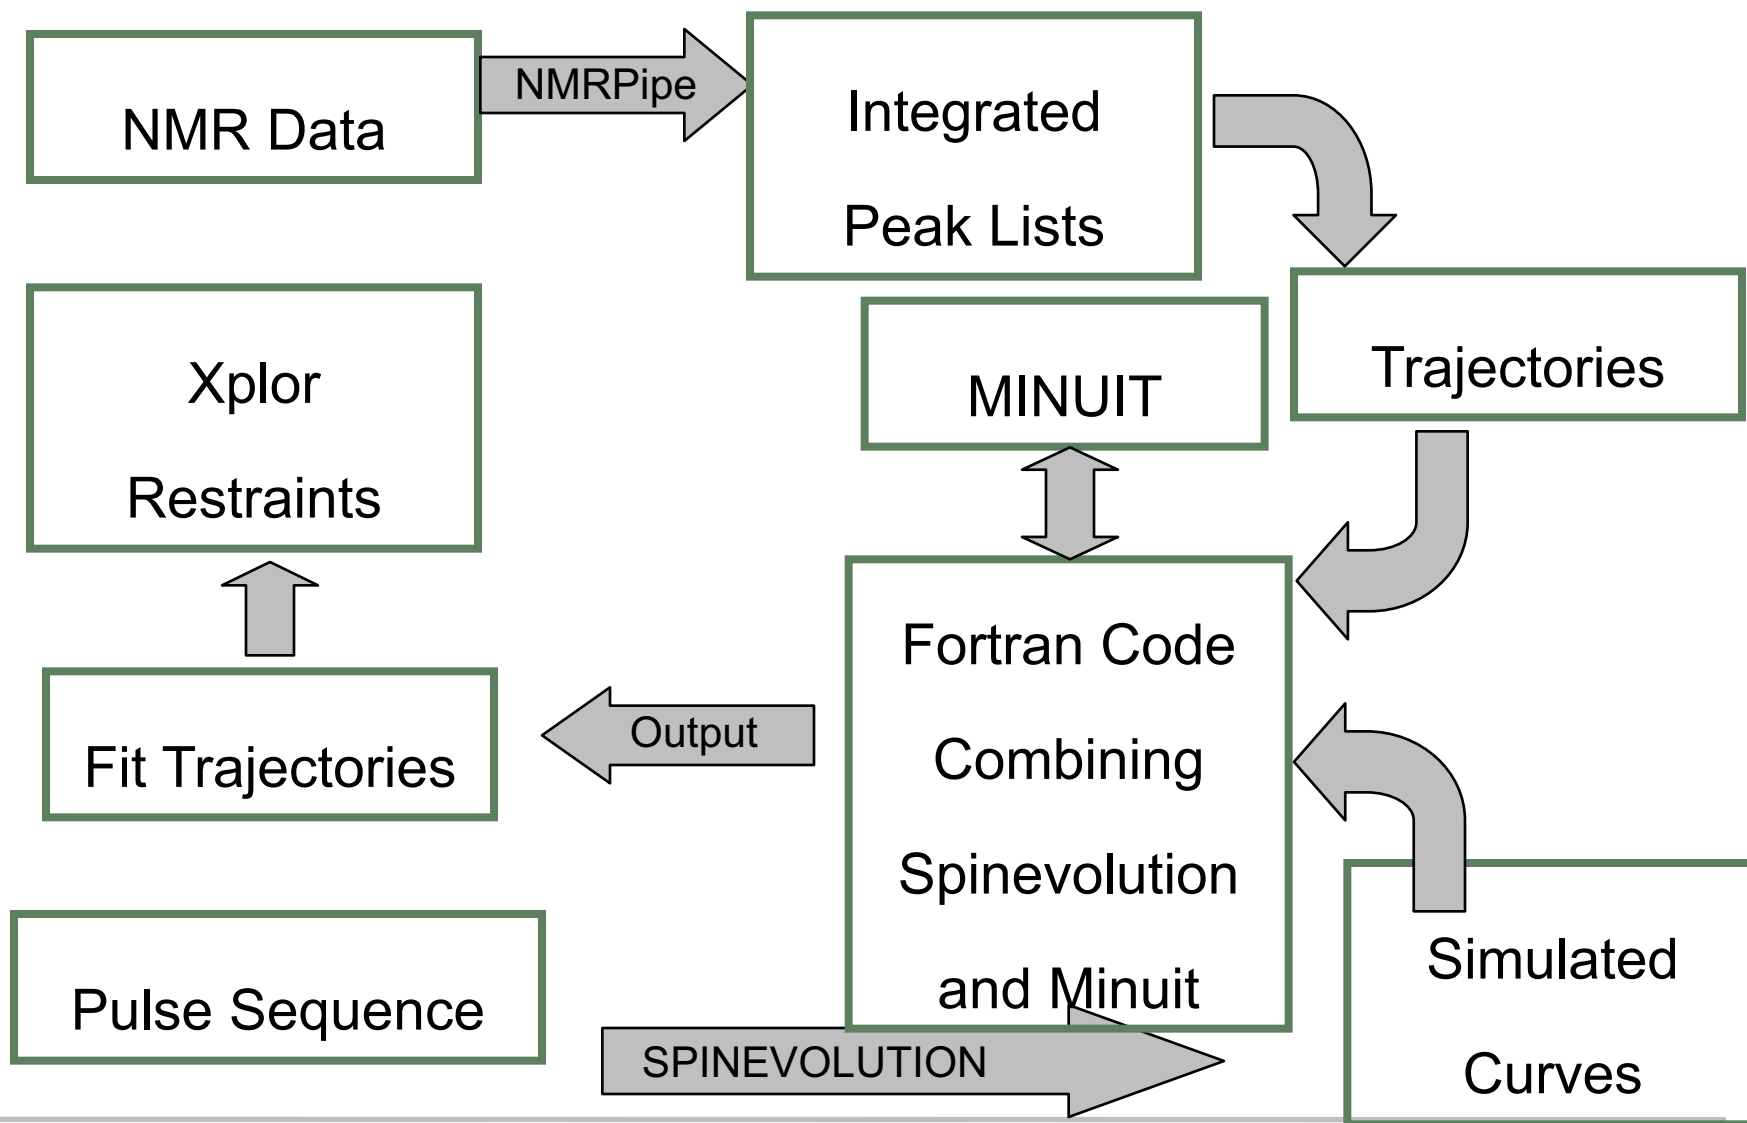 NMR Data
NMRPipe
Integrated
Peak Lists
Trajectories
MINUIT
Xplor
Restraints
Fortran Code
Combining
Spinevolution
and Minuit
Output
Fit Trajectories
Pulse Sequence
SPINEVOLUTION
Simulated
Curves